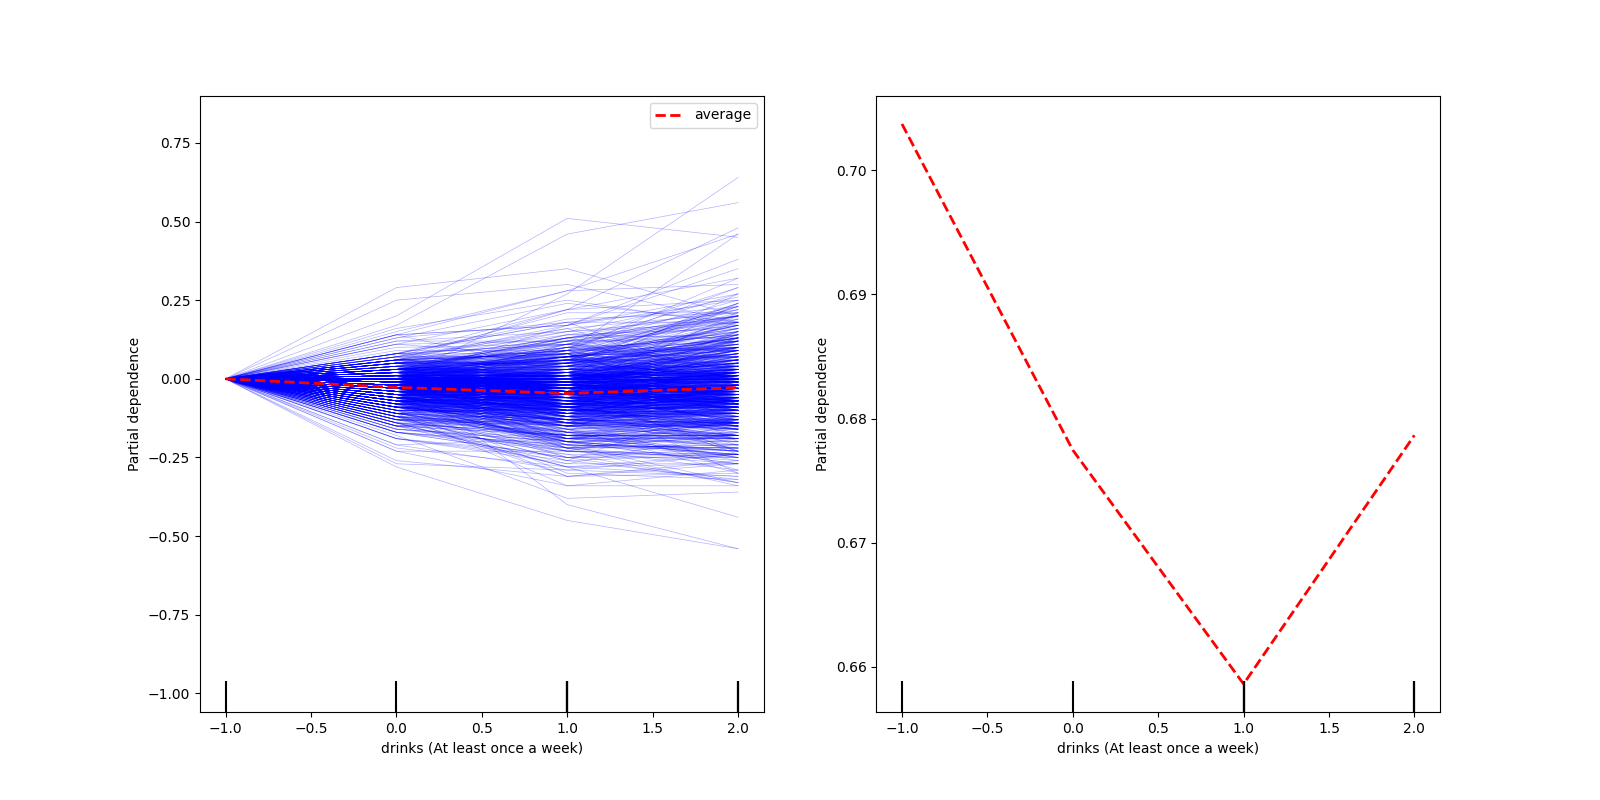 average
0.75
0.50
0.25
0.00
−0.25
−0.50
−0.75
−1.00
Partial dependence
−1.0 −0.5 0.0 0.5 1.0 1.5 2.0
drinks (At least once a week)
0.70
0.69
0.68
0.67
0.66
Partial dependence
−1.0 −0.5 0.0 0.5 1.0 1.5 2.0
drinks (At least once a week)